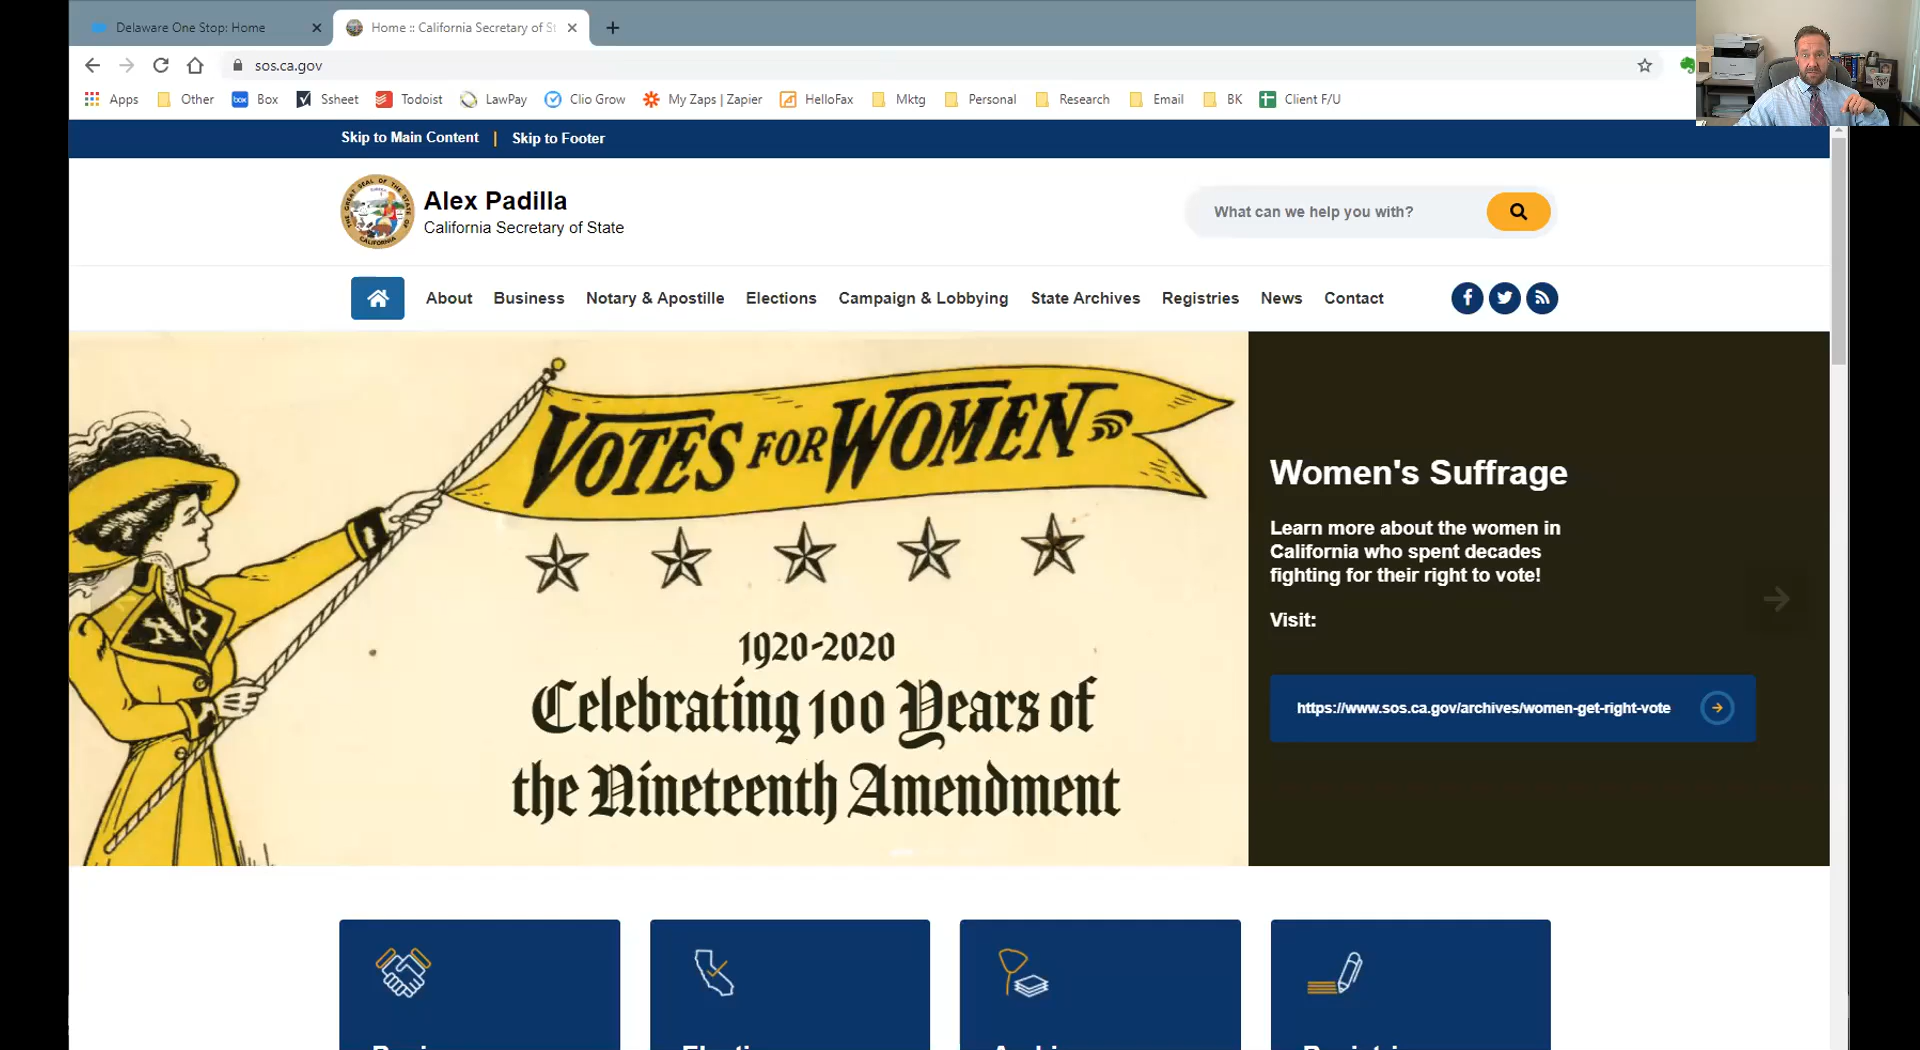 Delaware One Stop: Home
Home :: California Secretary of St
sos.ca.gov
Apps
Other
box Box
Ssheet
Todoist
LawPay
Clio Grow
My Zaps | Zapier
HelloFax
Mktg
Personal
Research
Email
BK
Client F/U
Skip to Main Content | Skip to Footer
Alex Padilla
California Secretary of State
What can we help you with?
About
Business
Notary & Apostille
Elections
Campaign & Lobbying
State Archives
Registries
News
Contact
VOTES FOR WOMEN
1920-2020
Celebrating 100 Years of
the Nineteenth Amendment
Women's Suffrage
Learn more about the women in
California who spent decades
fighting for their right to vote!
Visit:
https://www.sos.ca.gov/archives/women-get-right-vote